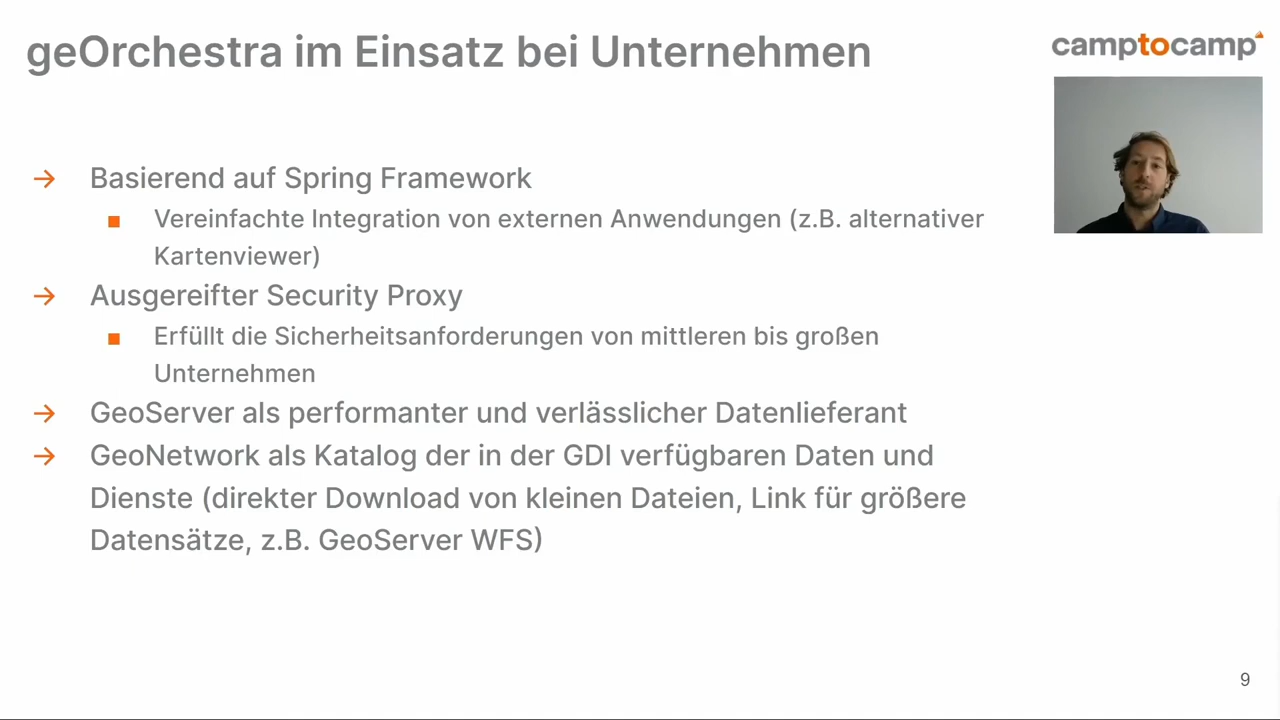 geOrchestra im Einsatz bei Unternehmen
camptocamp
→ Basierend auf Spring Framework
■ Vereinfachte Integration von externen Anwendungen (z.B. alternativer
Kartenviewer)
→ Ausgereifter Security Proxy
■ Erfüllt die Sicherheitsanforderungen von mittleren bis großen
Unternehmen
→ GeoServer als performanter und verlässlicher Datenlieferant
→ GeoNetwork als Katalog der in der GDI verfügbaren Daten und
Dienste (direkter Download von kleinen Dateien, Link für größere
Datensätze, z.B. GeoServer WFS)
9